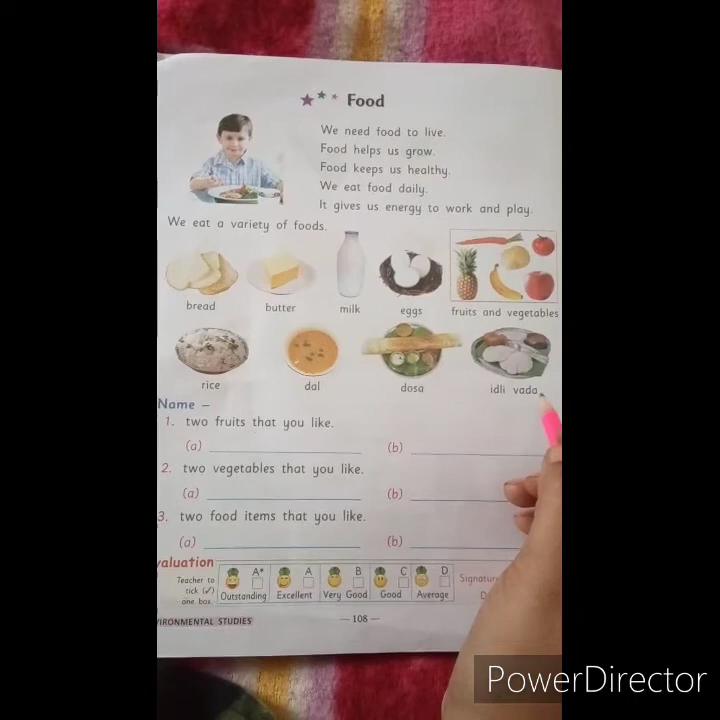 Food
We need food to live.
Food helps us grow.
Food keeps us healthy.
We eat food daily.
It gives us energy to work and play.
We eat a variety of foods.
bread butter milk eggs fruits and vegetables
rice dal dosa idli vada
Name –
1. two fruits that you like.
(a) (b)
2. two vegetables that you like.
(a) (b)
3. two food items that you like.
(a) (b)
valuation
Teacher to
tick (✓)
one box.
A* A B C D
Outstanding Excellent Very Good Good Average
Signature
D
IRONMENTAL STUDIES
— 108 —
PowerDirector